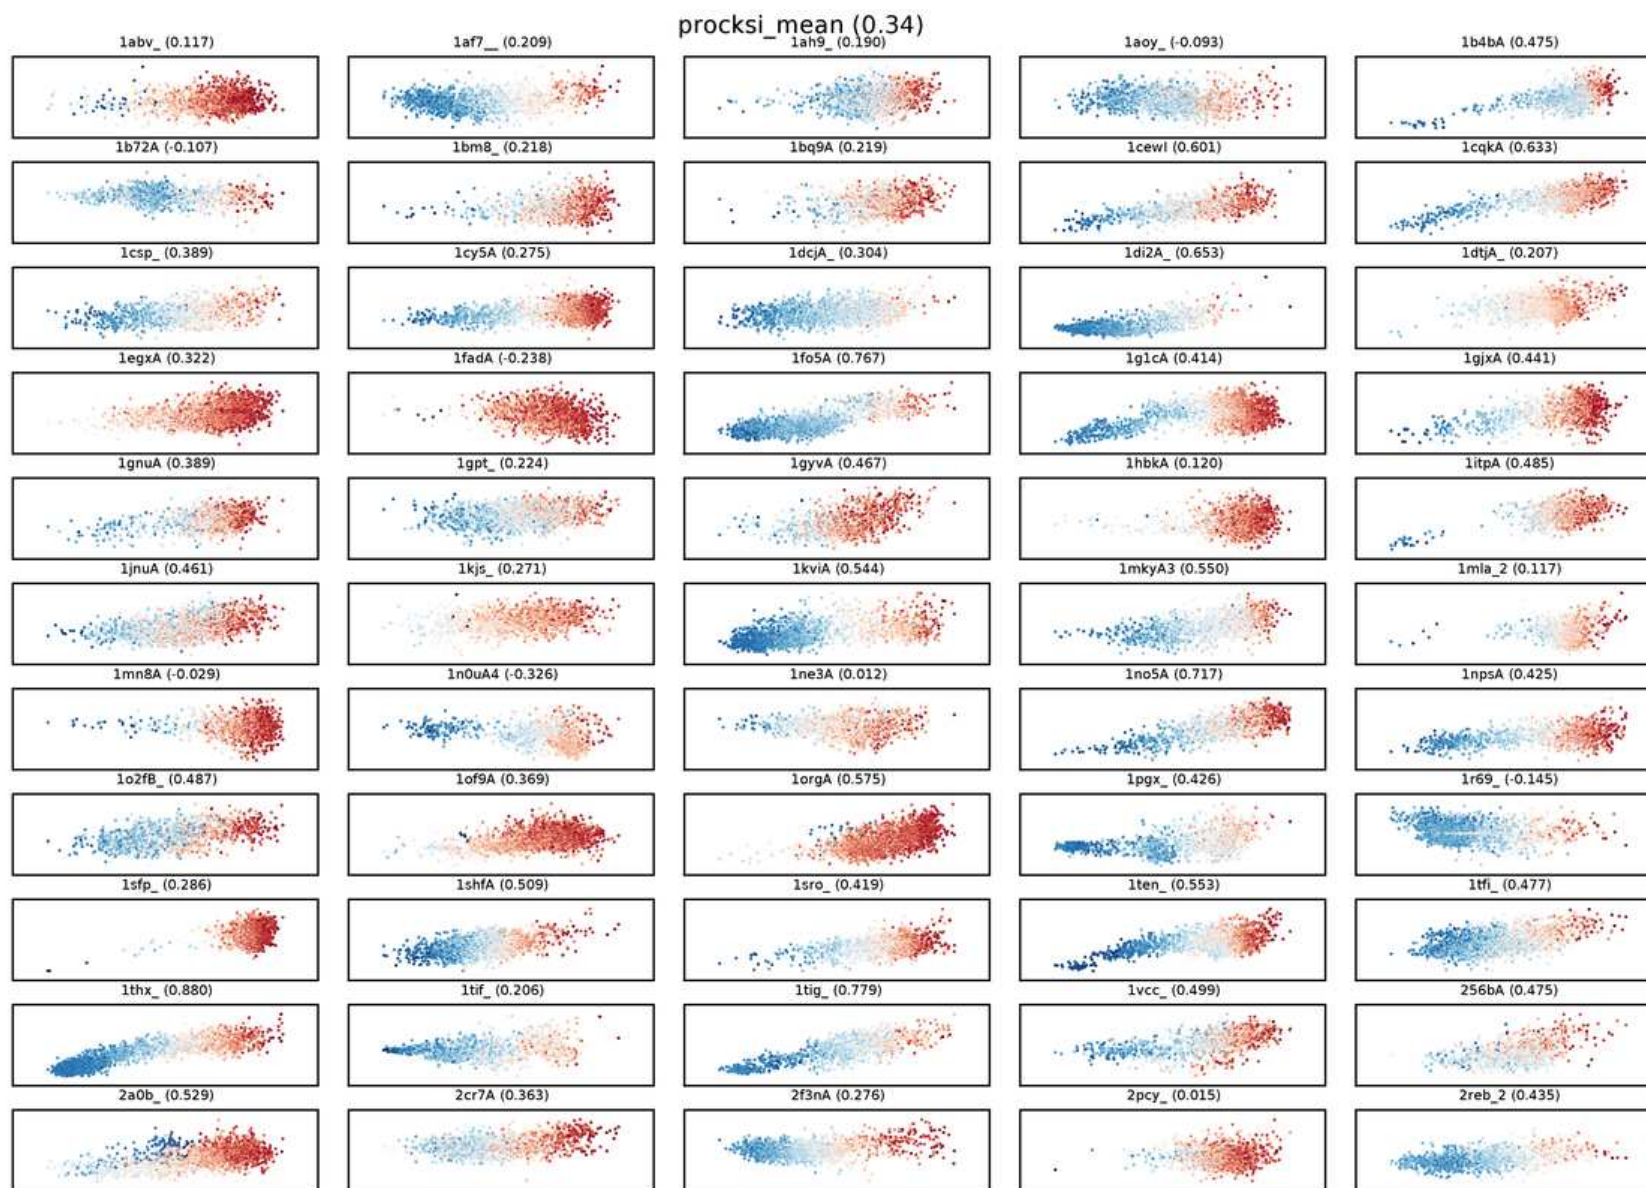 procksi_mean (0.34)
1abv_ (0.117) 1af7__ (0.209) 1ah9_ (0.190) 1aoy_ (-0.093) 1b4bA (0.475)
1b72A (-0.107) 1bm8_ (0.218) 1bq9A (0.219) 1cewI (0.601) 1cqkA (0.633)
1csp_ (0.389) 1cy5A (0.275) 1dcjA_ (0.304) 1di2A_ (0.653) 1dtjA_ (0.207)
1egxA (0.322) 1fadA (-0.238) 1fo5A (0.767) 1g1cA (0.414) 1gjxA (0.441)
1gnuA (0.389) 1gpt_ (0.224) 1gyvA (0.467) 1hbkA (0.120) 1itpA (0.485)
1jnuA (0.461) 1kjs_ (0.271) 1kviA (0.544) 1mkyA3 (0.550) 1mla_2 (0.117)
1mn8A (-0.029) 1n0uA4 (-0.326) 1ne3A (0.012) 1no5A (0.717) 1npsA (0.425)
1o2fB_ (0.487) 1of9A (0.369) 1orgA (0.575) 1pgx_ (0.426) 1r69_ (-0.145)
1sfp_ (0.286) 1shfA (0.509) 1sro_ (0.419) 1ten_ (0.553) 1tfi_ (0.477)
1thx_ (0.880) 1tif_ (0.206) 1tig_ (0.779) 1vcc_ (0.499) 256bA (0.475)
2a0b_ (0.529) 2cr7A (0.363) 2f3nA (0.276) 2pcy_ (0.015) 2reb_2 (0.435)